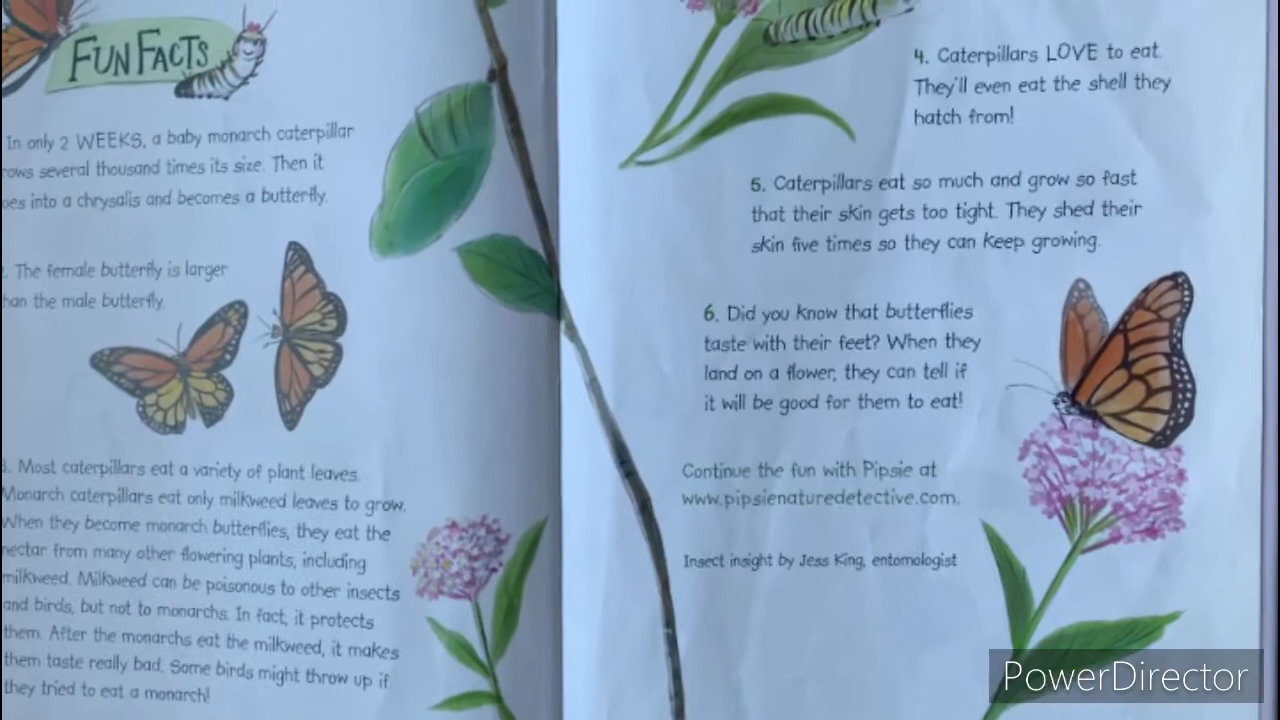 FUN FACTS
In only 2 WEEKS, a baby monarch caterpillar
rows several thousand times its size. Then it
oes into a chrysalis and becomes a butterfly.
. The female butterfly is larger
han the male butterfly.
3. Most caterpillars eat a variety of plant leaves.
Monarch caterpillars eat only milkweed leaves to grow.
When they become monarch butterflies, they eat the
nectar from many other flowering plants, including
milkweed. Milkweed can be poisonous to other insects
and birds, but not to monarchs. In fact, it protects
them. After the monarchs eat the milkweed, it makes
them taste really bad. Some birds might throw up if
they tried to eat a monarch!
4. Caterpillars LOVE to eat.
They'll even eat the shell they
hatch from!
5. Caterpillars eat so much and grow so fast
that their skin gets too tight. They shed their
skin five times so they can keep growing.
6. Did you know that butterflies
taste with their feet? When they
land on a flower, they can tell if
it will be good for them to eat!
Continue the fun with Pipsie at
www.pipsienaturedetective.com.
Insect insight by Jess King, entomologist
PowerDirector